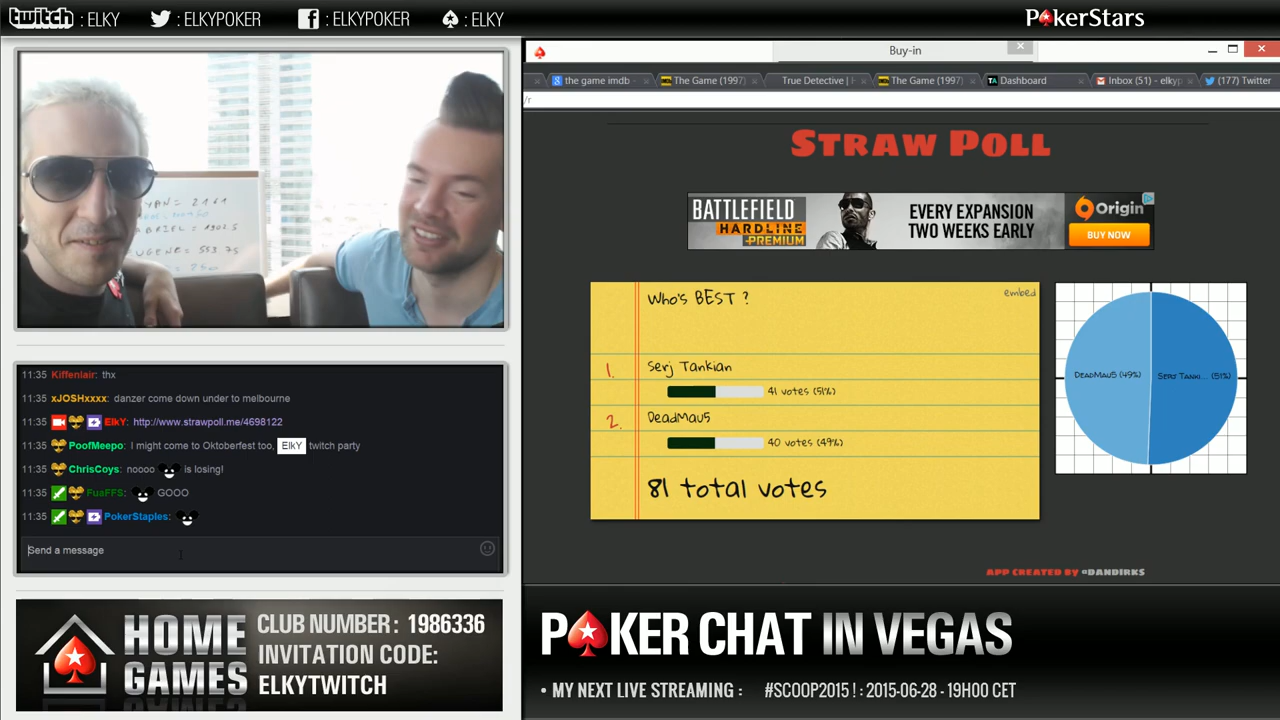 twitch : ELKY : ELKYPOKER : ELKYPOKER : ELKY
PokerStars
Buy-in
the game imdb - The Game (1997) True Detective | The Game (1997) TA Dashboard Inbox (51) - elkyp (177) Twitter
/r
STRAW POLL
BATTLEFIELD
HARDLINE
PREMIUM
EVERY EXPANSION
TWO WEEKS EARLY
Origin
BUY NOW
= 2161
= 553.75
Who's BEST ?
embed
1. Serj Tankian
41 votes (51%)
2. DeadMau5
40 votes (49%)
81 total votes
DeadMau5 (49%)
Serj Tanki... (51%)
APP CREATED BY @DANDIRKS
11:35 Kiffenlair: thx
11:35 xJOSHxxxx: danzer come down under to melbourne
11:35 ElkY: http://www.strawpoll.me/4698122
11:35 PoofMeepo: I might come to Oktoberfest too, ElkY twitch party
11:35 ChrisCoys: noooo is losing!
11:35 FuaFFS: GOOO
11:35 PokerStaples:
Send a message
HOME
GAMES
CLUB NUMBER : 1986336
INVITATION CODE:
ELKYTWITCH
POKER CHAT IN VEGAS
• MY NEXT LIVE STREAMING : #SCOOP2015 ! : 2015-06-28 - 19H00 CET